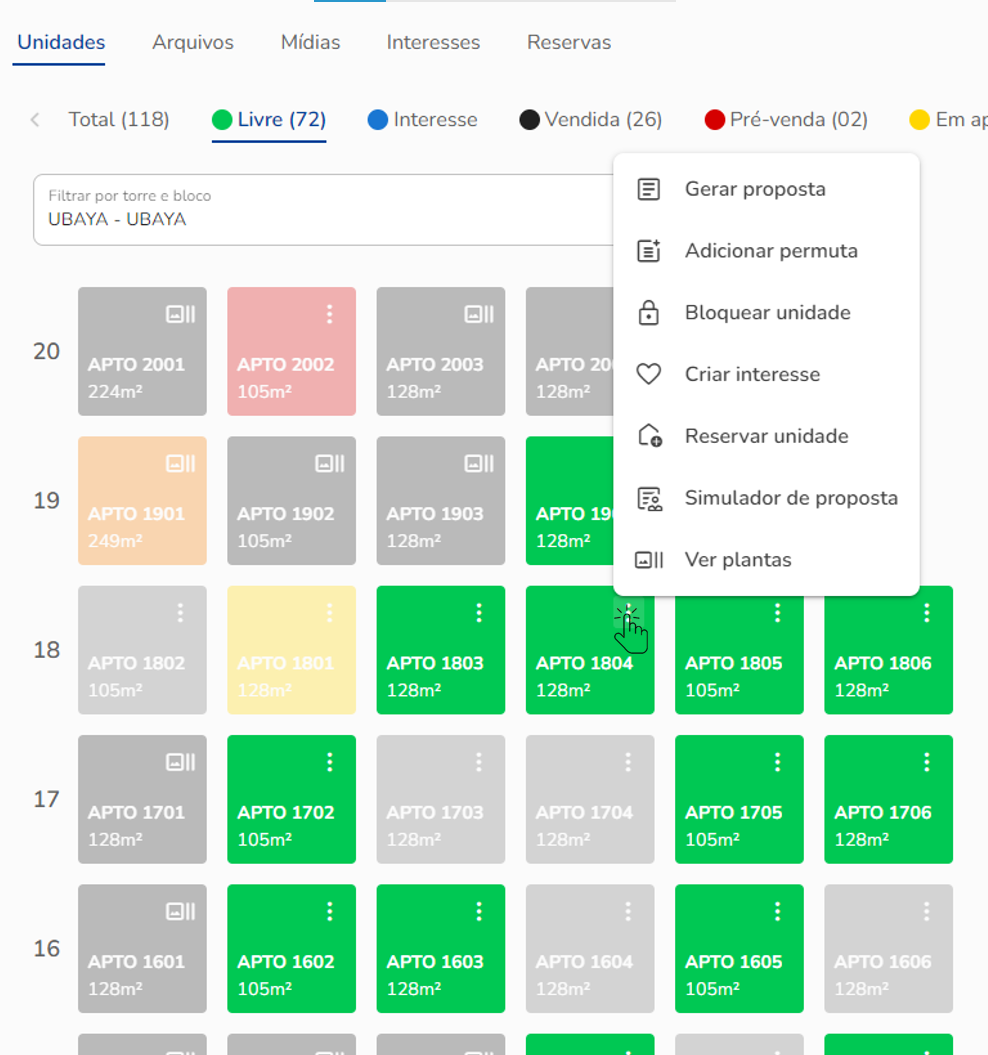 Unidades Arquivos Mídias Interesses Reservas
Total (118) Livre (72) Interesse Vendida (26) Pré-venda (02) Em ap
Filtrar por torre e bloco
UBAYA - UBAYA
Gerar proposta
Adicionar permuta
Bloquear unidade
Criar interesse
Reservar unidade
Simulador de proposta
Ver plantas
20
APTO 2001 APTO 2002 APTO 2003 APTO 20
224m² 105m² 128m² 128m²
19
APTO 1901 APTO 1902 APTO 1903 APTO 19
249m² 105m² 128m² 128m²
18
APTO 1802 APTO 1801 APTO 1803 APTO 1804 APTO 1805 APTO 1806
105m² 128m² 128m² 128m² 105m² 128m²
17
APTO 1701 APTO 1702 APTO 1703 APTO 1704 APTO 1705 APTO 1706
128m² 105m² 128m² 128m² 105m² 128m²
16
APTO 1601 APTO 1602 APTO 1603 APTO 1604 APTO 1605 APTO 1606
128m² 105m² 128m² 128m² 105m² 128m²